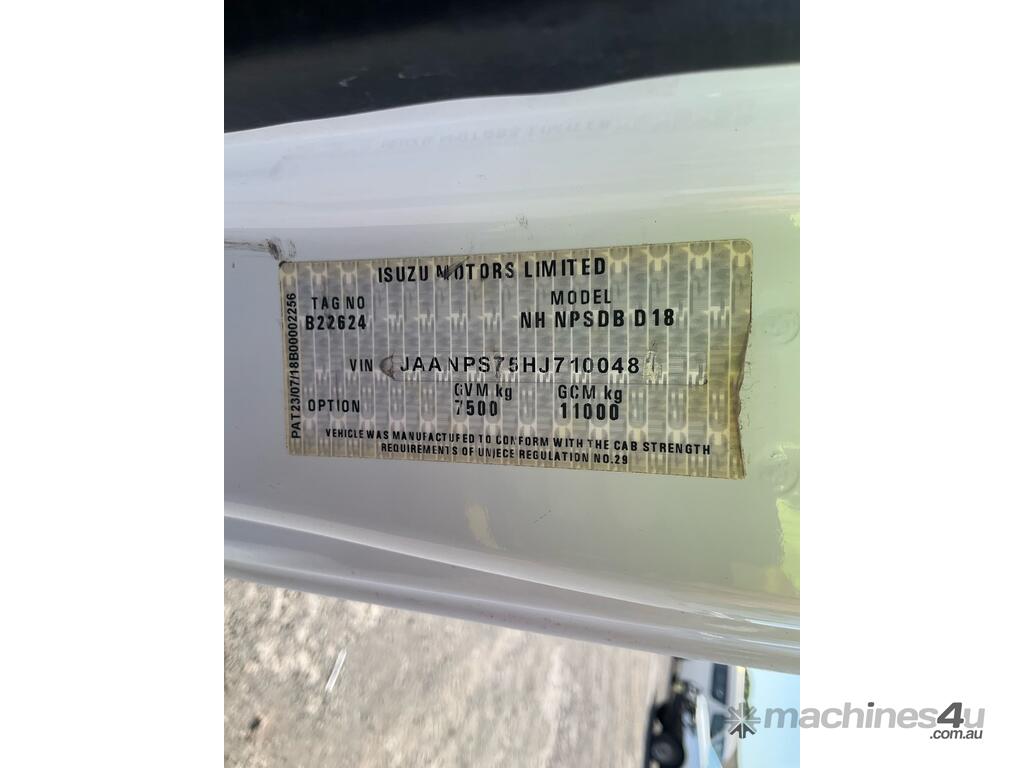 ISUZU MOTORS LIMITED
TAG NO
B22624
MODEL
NH NPSDB D18
VIN JAANPS75HJ710048
GVM kg
7500
GCM kg
11000
OPTION
VEHICLE WAS MANUFACTURED TO CONFORM WITH THE CAB STRENGTH
REQUIREMENTS OF UN/ECE REGULATION NO.29
PAT23/07/18B00002256
machines4u
.com.au